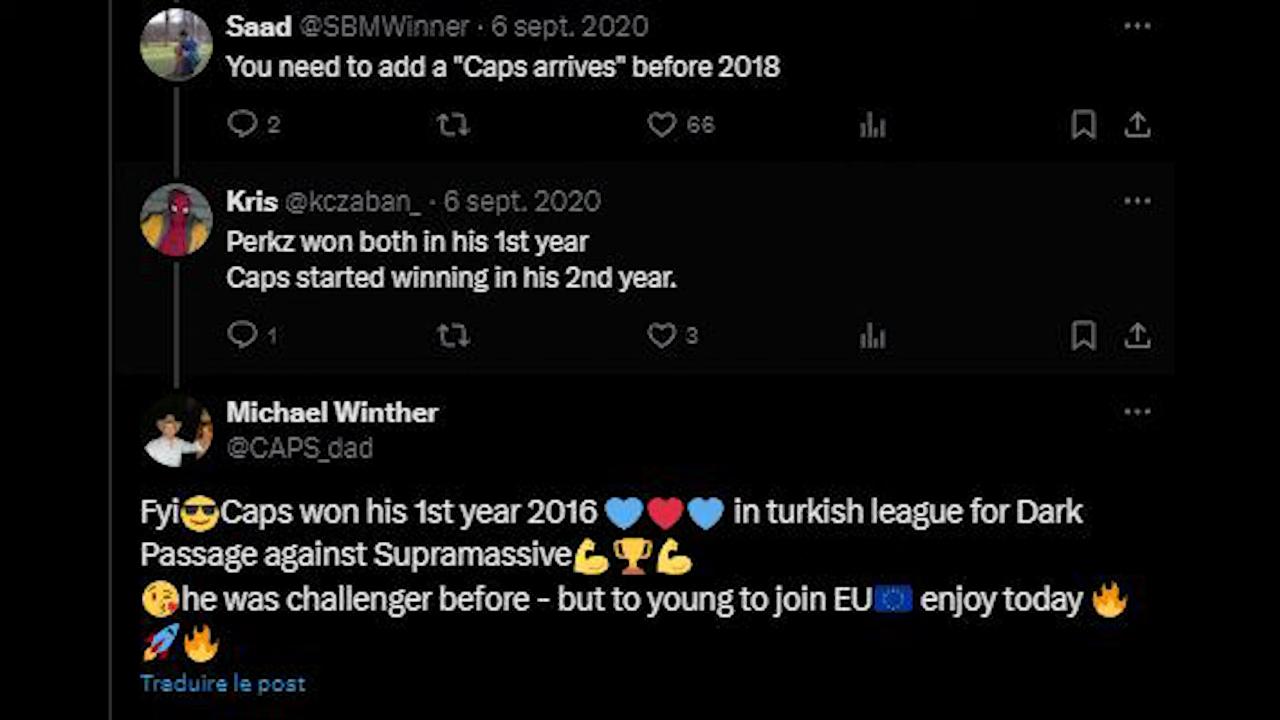 Saad @SBMWinner · 6 sept. 2020
You need to add a "Caps arrives" before 2018
2 66
Kris @kczaban_ · 6 sept. 2020
Perkz won both in his 1st year
Caps started winning in his 2nd year.
1 3
Michael Winther
@CAPS_dad
Fyi😎Caps won his 1st year 2016 💙❤️💙 in turkish league for Dark
Passage against Supramassive💪🏆💪
😘he was challenger before - but to young to join EU🇪🇺 enjoy today 🔥
🚀🔥
Traduire le post